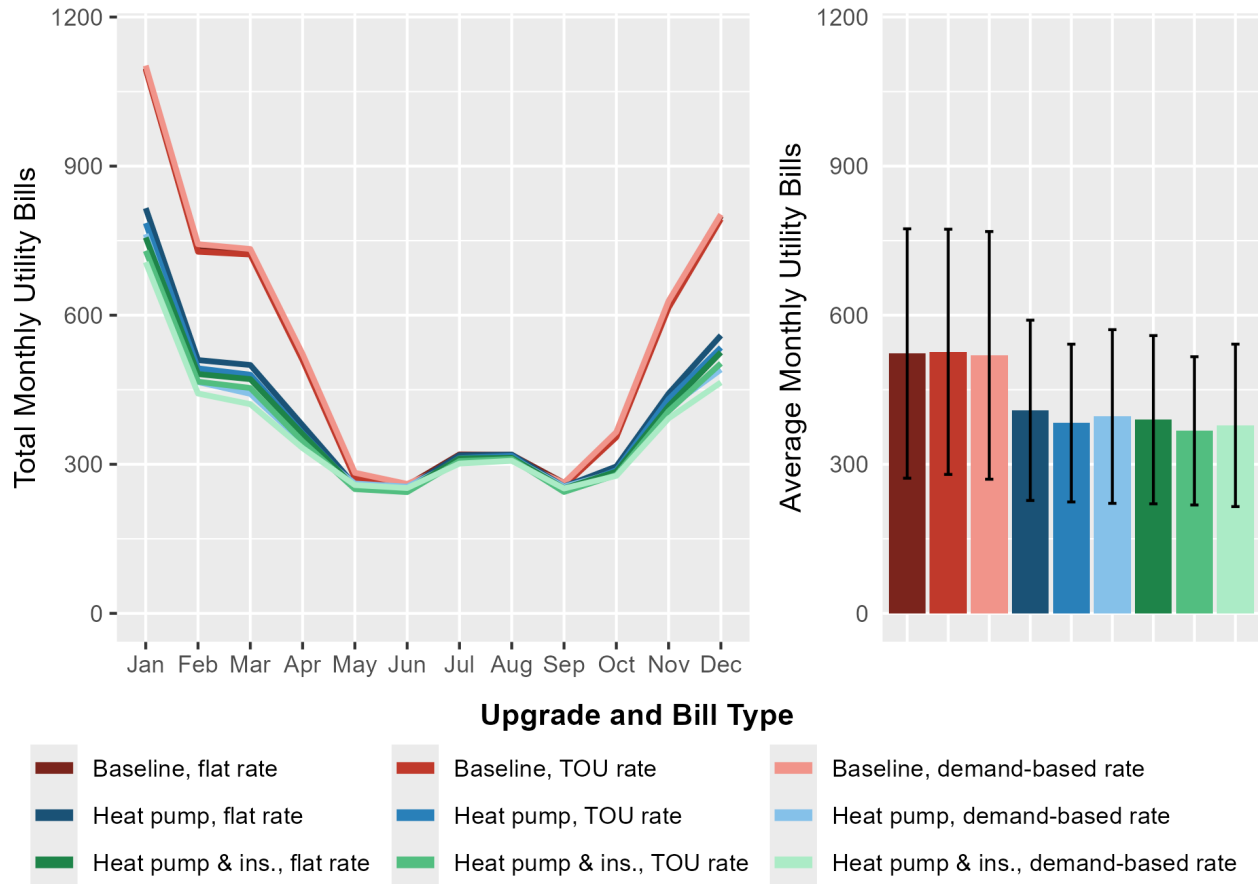 Total Monthly Utility Bills
1200
900
600
300
0
Jan Feb Mar Apr May Jun Jul Aug Sep Oct Nov Dec
Average Monthly Utility Bills
1200
900
600
300
0
Upgrade and Bill Type
Baseline, flat rate
Baseline, TOU rate
Baseline, demand-based rate
Heat pump, flat rate
Heat pump, TOU rate
Heat pump, demand-based rate
Heat pump & ins., flat rate
Heat pump & ins., TOU rate
Heat pump & ins., demand-based rate